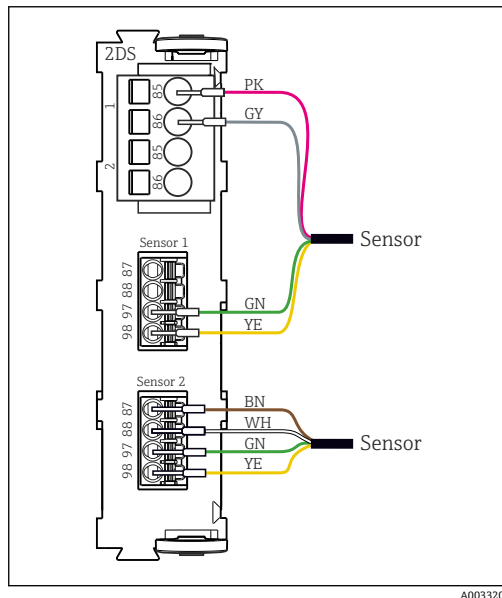 2DS
PK
1
85
GY
86
2
85
86
Sensor
Sensor 1
87
88
97
GN
98
YE
Sensor 2
BN
87
WH
88
GN
97
Sensor
YE
98
A003320